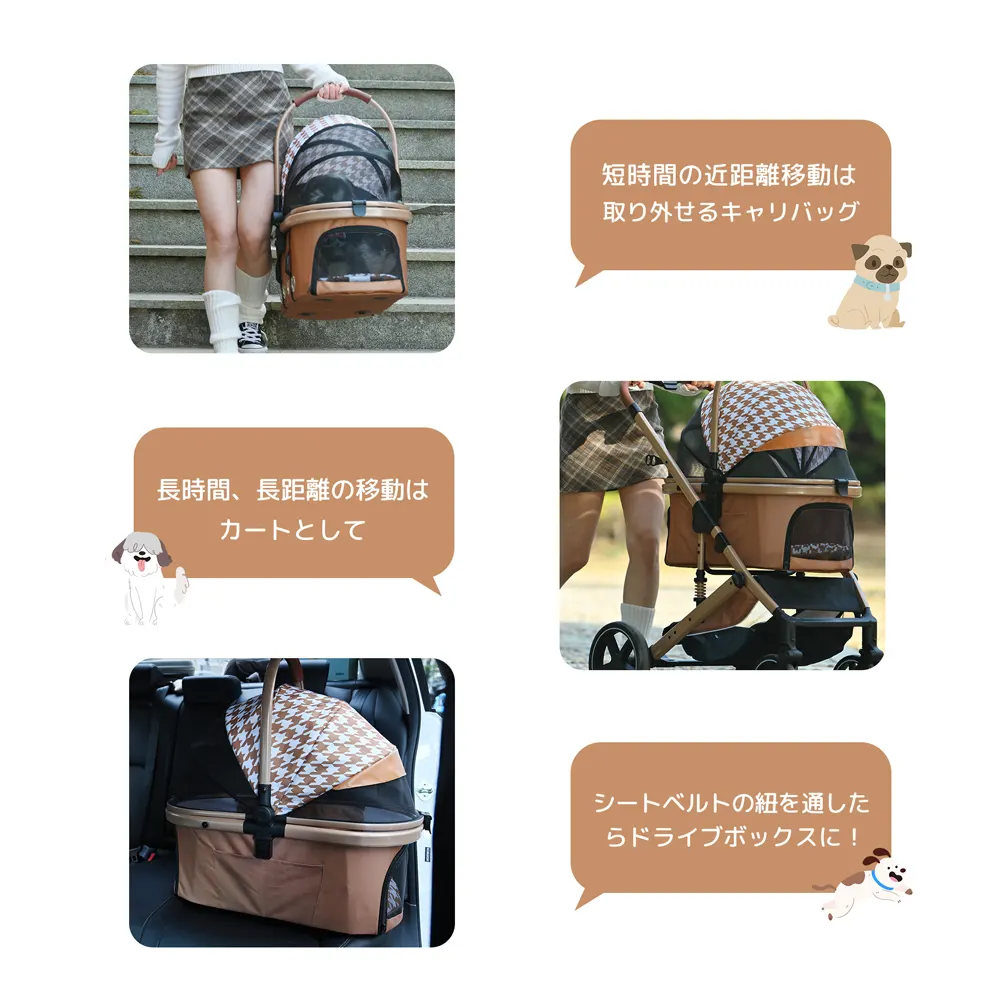 短時間の近距離移動は
取り外せるキャリバッグ
長時間、長距離の移動は
カートとして
シートベルトの紐を通した
らドライブボックスに！